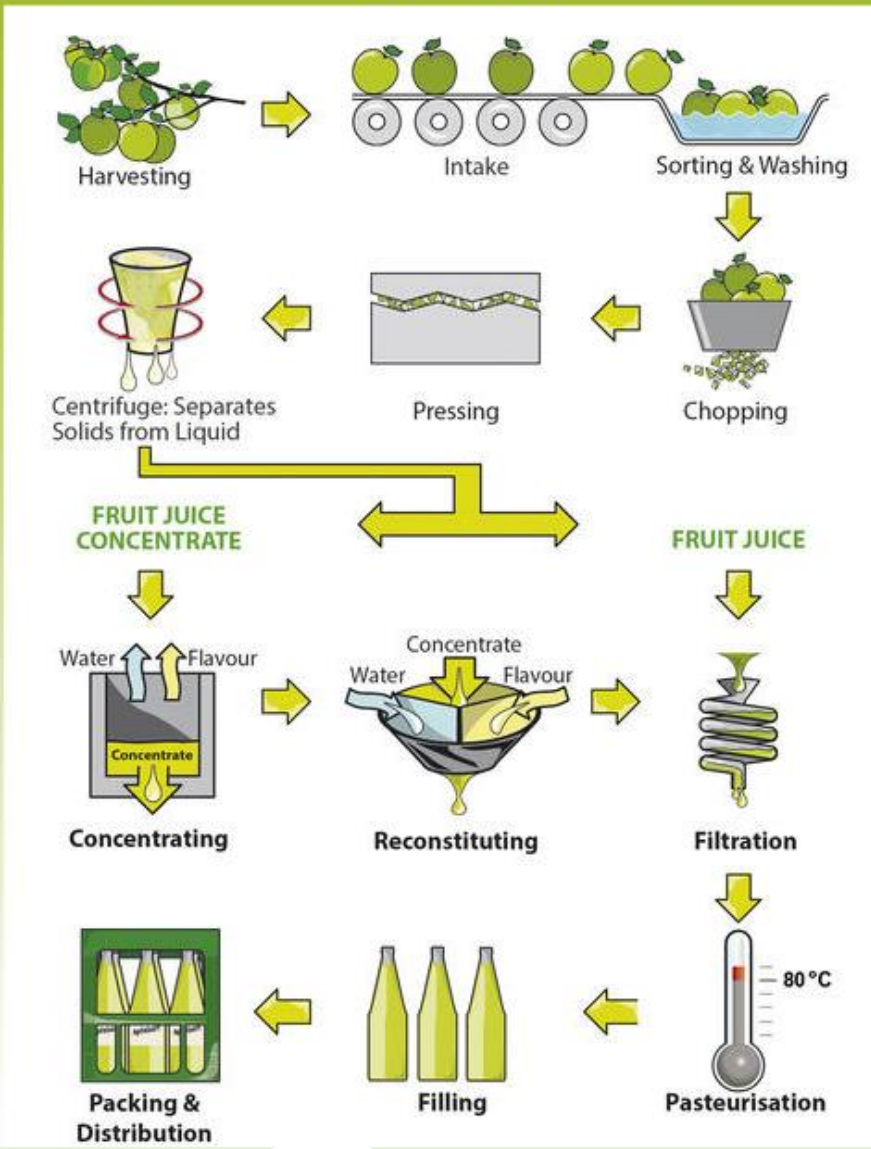 Harvesting
Intake
Sorting & Washing
Centrifuge: Separates
Solids from Liquid
Pressing
Chopping
FRUIT JUICE
CONCENTRATE
FRUIT JUICE
Water
Flavour
Concentrate
Concentrating
Concentrate
Water
Flavour
Reconstituting
Filtration
80 °C
Packing &
Distribution
Filling
Pasteurisation